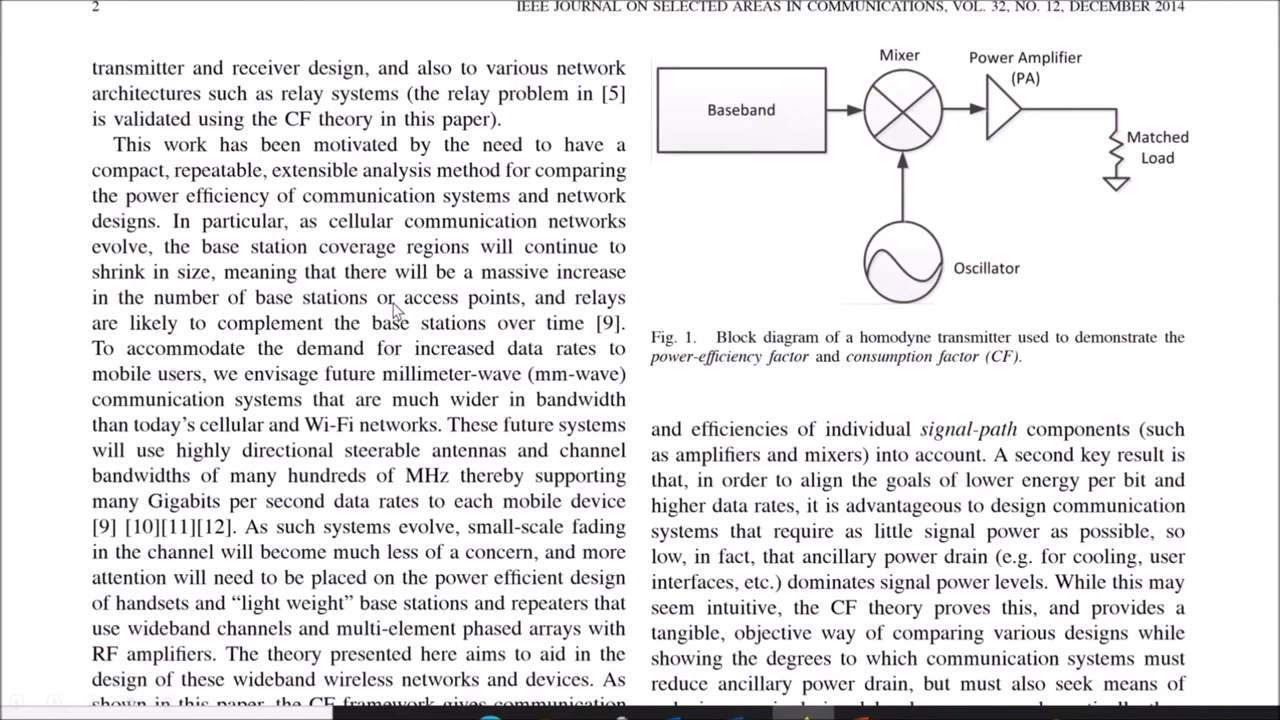 2
IEEE JOURNAL ON SELECTED AREAS IN COMMUNICATIONS, VOL. 32, NO. 12, DECEMBER 2014
transmitter and receiver design, and also to various network
architectures such as relay systems (the relay problem in [5]
is validated using the CF theory in this paper).
This work has been motivated by the need to have a
compact, repeatable, extensible analysis method for comparing
the power efficiency of communication systems and network
designs. In particular, as cellular communication networks
evolve, the base station coverage regions will continue to
shrink in size, meaning that there will be a massive increase
in the number of base stations or access points, and relays
are likely to complement the base stations over time [9].
To accommodate the demand for increased data rates to
mobile users, we envisage future millimeter-wave (mm-wave)
communication systems that are much wider in bandwidth
than today's cellular and Wi-Fi networks. These future systems
will use highly directional steerable antennas and channel
bandwidths of many hundreds of MHz thereby supporting
many Gigabits per second data rates to each mobile device
[9] [10][11][12]. As such systems evolve, small-scale fading
in the channel will become much less of a concern, and more
attention will need to be placed on the power efficient design
of handsets and “light weight” base stations and repeaters that
use wideband channels and multi-element phased arrays with
RF amplifiers. The theory presented here aims to aid in the
design of these wideband wireless networks and devices. As
shown in this paper, the CF framework gives communication
Baseband
Mixer
Power Amplifier
(PA)
Matched
Load
Oscillator
Fig. 1. Block diagram of a homodyne transmitter used to demonstrate the
power-efficiency factor and consumption factor (CF).
and efficiencies of individual signal-path components (such
as amplifiers and mixers) into account. A second key result is
that, in order to align the goals of lower energy per bit and
higher data rates, it is advantageous to design communication
systems that require as little signal power as possible, so
low, in fact, that ancillary power drain (e.g. for cooling, user
interfaces, etc.) dominates signal power levels. While this may
seem intuitive, the CF theory proves this, and provides a
tangible, objective way of comparing various designs while
showing the degrees to which communication systems must
reduce ancillary power drain, but must also seek means of